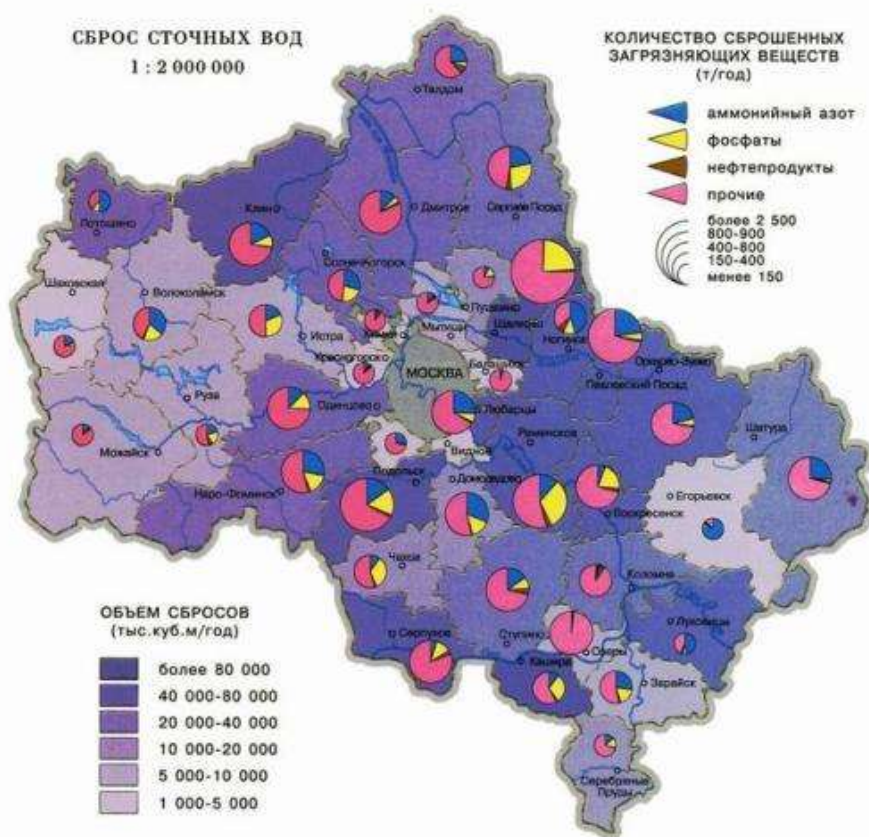 СБРОС СТОЧНЫХ ВОД
1 : 2 000 000
КОЛИЧЕСТВО СБРОШЕННЫХ
ЗАГРЯЗНЯЮЩИХ ВЕЩЕСТВ
(т/год)
аммонийный азот
фосфаты
нефтепродукты
прочие
более 2 500
800-900
400-800
150-400
менее 150
Талдом
Клин
Дмитров
Сергиев Посад
Лотошино
Солнечногорск
Шаховская
Волоколамск
Истра
Химки
Мытищи
Пушкино
Щелково
Ногинск
Красногорск
МОСКВА
Балашиха
Орехово-Зуево
Павловский Посад
Руза
Одинцово
Люберцы
Шатура
Можайск
Видное
Раменское
Подольск
Домодедово
Егорьевск
Наро-Фоминск
Воскресенск
Чехов
Коломна
Серпухов
Ступино
Озеры
Луховицы
Кашира
Зарайск
Серебряные
Пруды
ОБЪЕМ СБРОСОВ
(тыс.куб.м/год)
более 80 000
40 000-80 000
20 000-40 000
10 000-20 000
5 000-10 000
1 000-5 000